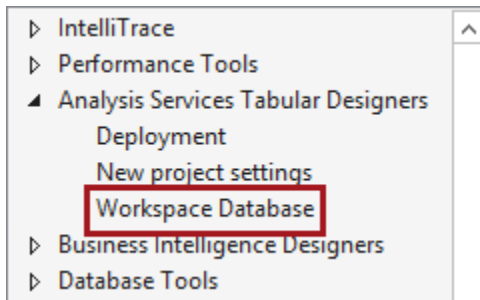 IntelliTrace
Performance Tools
Analysis Services Tabular Designers
Deployment
New project settings
Workspace Database
Business Intelligence Designers
Database Tools